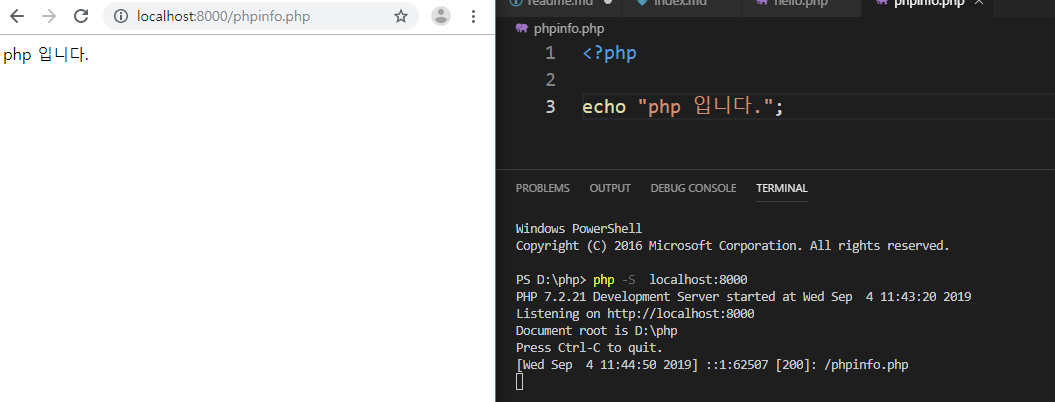 localhost:8000/phpinfo.php
php 입니다.
readme.md
index.md
hello.php
phpinfo.php
phpinfo.php
1 <?php
2
3 echo "php 입니다.";
PROBLEMS OUTPUT DEBUG CONSOLE TERMINAL
Windows PowerShell
Copyright (C) 2016 Microsoft Corporation. All rights reserved.
PS D:\php> php -S  localhost:8000
PHP 7.2.21 Development Server started at Wed Sep  4 11:43:20 2019
Listening on http://localhost:8000
Document root is D:\php
Press Ctrl-C to quit.
[Wed Sep  4 11:44:50 2019] ::1:62507 [200]: /phpinfo.php